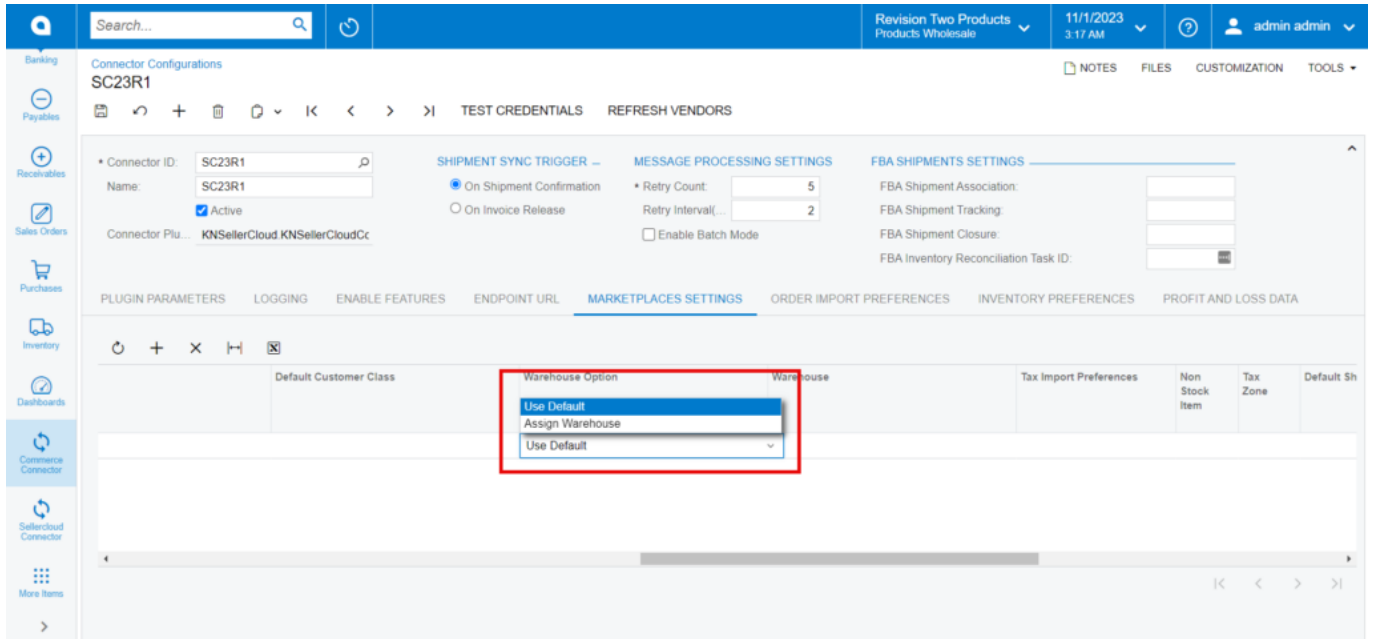 Search...
Revision Two Products
Products Wholesale
11/1/2023
3:17 AM
admin admin
Banking
Payables
Receivables
Sales Orders
Purchases
Inventory
Dashboards
Commerce
Connector
Sellercloud
Connector
More Items
Connector Configurations
SC23R1
NOTES FILES CUSTOMIZATION TOOLS
TEST CREDENTIALS REFRESH VENDORS
* Connector ID: SC23R1
Name: SC23R1
Active
Connector Plu... KNSellerCloud.KNSellerCloudCc
SHIPMENT SYNC TRIGGER
On Shipment Confirmation
On Invoice Release
MESSAGE PROCESSING SETTINGS
* Retry Count: 5
Retry Interval(... 2
Enable Batch Mode
FBA SHIPMENTS SETTINGS
FBA Shipment Association:
FBA Shipment Tracking:
FBA Shipment Closure:
FBA Inventory Reconciliation Task ID:
PLUGIN PARAMETERS LOGGING ENABLE FEATURES ENDPOINT URL MARKETPLACES SETTINGS ORDER IMPORT PREFERENCES INVENTORY PREFERENCES PROFIT AND LOSS DATA
Default Customer Class Warehouse Option Warehouse Tax Import Preferences Non Stock Item Tax Zone Default Sh
Use Default
Assign Warehouse
Use Default